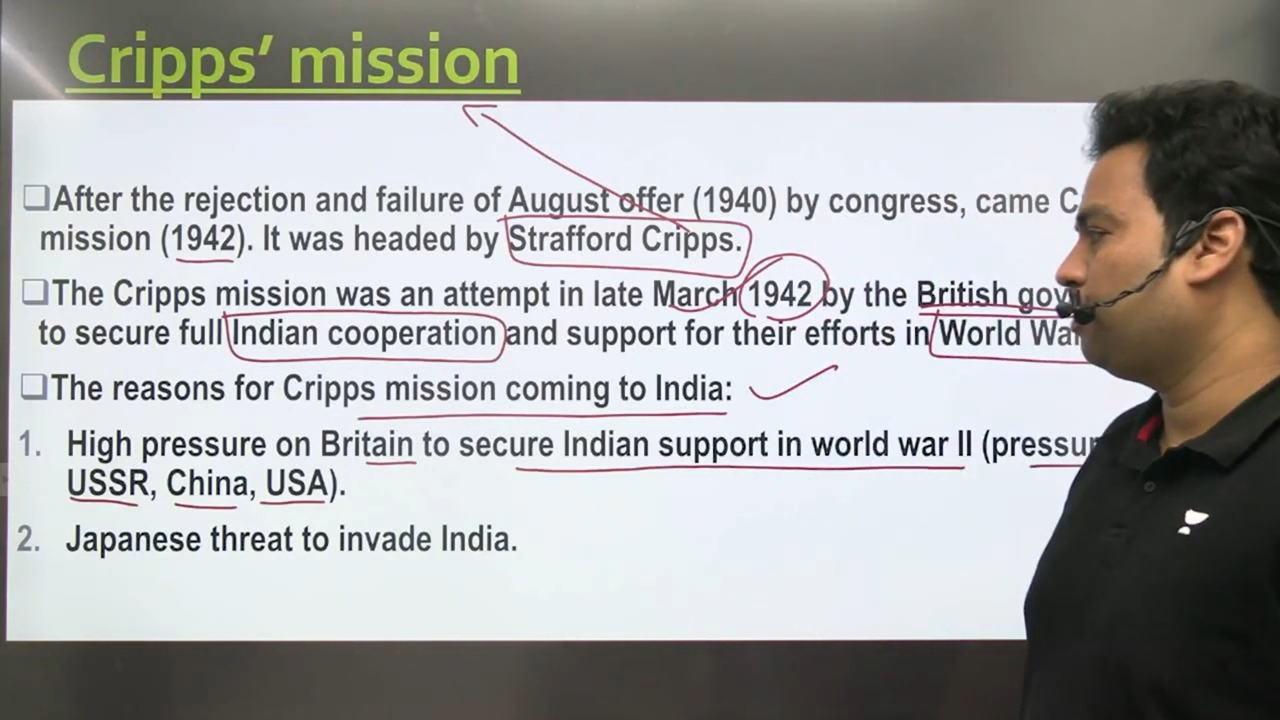 Cripps’ mission
After the rejection and failure of August offer (1940) by congress, came C
mission (1942). It was headed by Strafford Cripps.
The Cripps mission was an attempt in late March 1942 by the British gov
to secure full Indian cooperation and support for their efforts in World Wa
The reasons for Cripps mission coming to India:
1. High pressure on Britain to secure Indian support in world war II (pressu
USSR, China, USA).
2. Japanese threat to invade India.